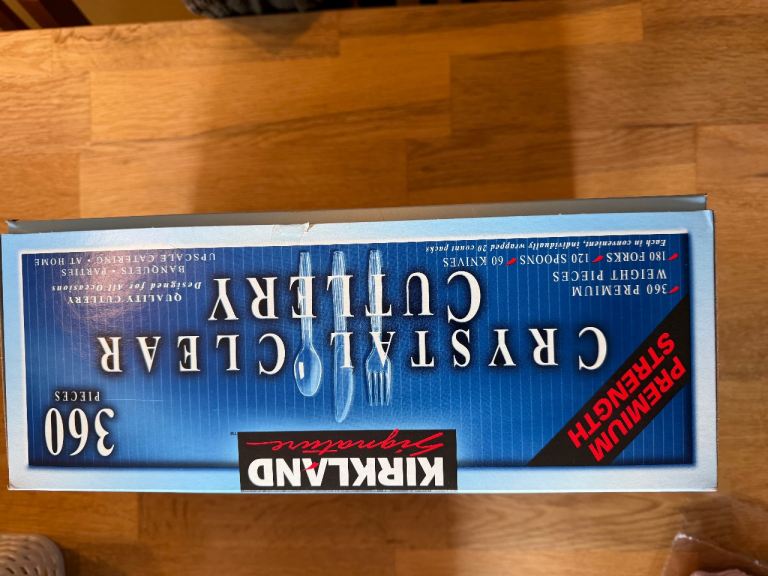 KIRKLAND
Signature™
PREMIUM
STRENGTH
360
PIECES
CRYSTAL CLEAR
CUTLERY
✓ 360 PREMIUM
WEIGHT PIECES
✓ 180 FORKS ✓ 120 SPOONS ✓ 60 KNIVES
Each in convenient, individually wrapped 20 count packs
QUALITY CUTLERY
Designed for All Occasions
BANQUETS • PARTIES
UPSCALE CATERING • AT HOME